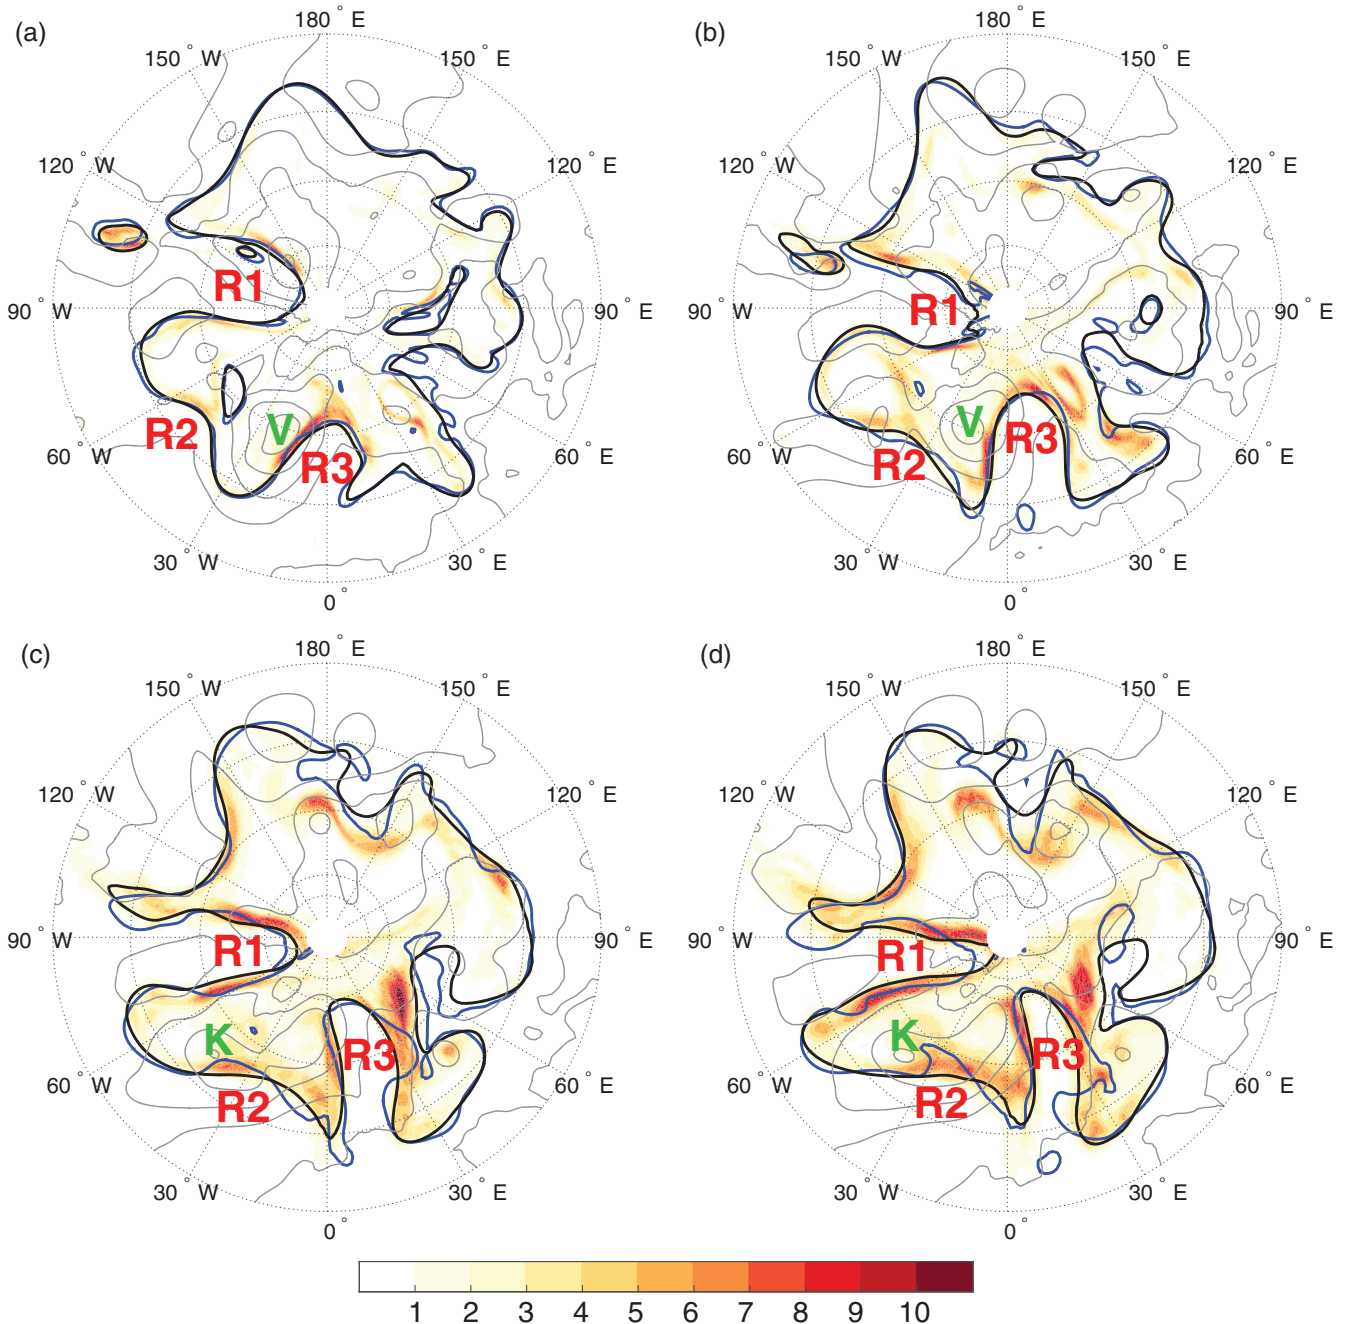 (a)
180 ° E
150 ° W
150 ° E
120 ° W
120 ° E
R1
90 ° W
90 ° E
R2
V
R3
60 ° W
60 ° E
30 ° W
30 ° E
0 °
(b)
180 ° E
150 ° W
150 ° E
120 ° W
120 ° E
R1
90 ° W
90 ° E
V
R3
R2
60 ° W
60 ° E
30 ° W
30 ° E
0 °
(c)
180 ° E
150 ° W
150 ° E
120 ° W
120 ° E
90 ° W
90 ° E
R1
K
R3
R2
60 ° W
60 ° E
30 ° W
30 ° E
0 °
(d)
180 ° E
150 ° W
150 ° E
120 ° W
120 ° E
90 ° W
90 ° E
R1
K
R3
R2
60 ° W
60 ° E
30 ° W
30 ° E
0 °
1 2 3 4 5 6 7 8 9 10